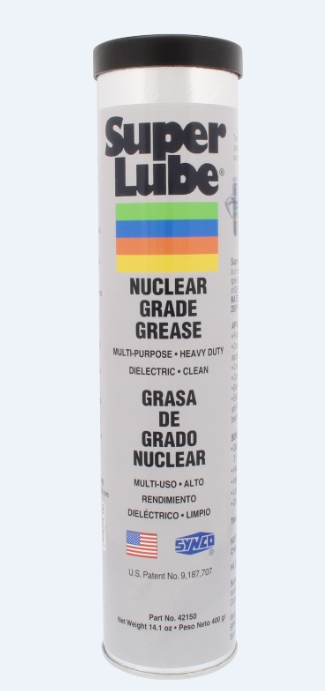 Super
Lube®
NUCLEAR
GRADE
GREASE
MULTI-PURPOSE • HEAVY DUTY
DIELECTRIC • CLEAN
GRASA
DE
GRADO
NUCLEAR
MULTI-USO • ALTO
RENDIMIENTO
DIELÉCTRICO • LIMPIO
SYNCO®
U.S. Patent No. 9,187,707
Part No. 42150
Net Weight 14.1 oz • Peso Neto 400 gr